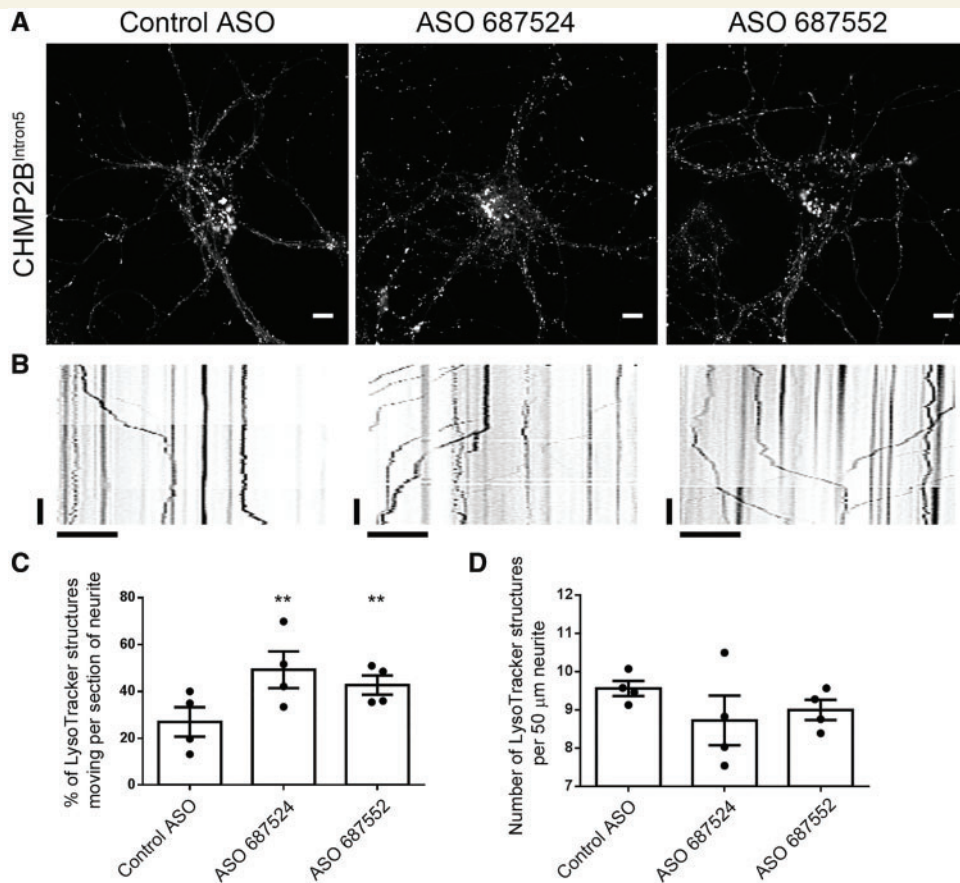 A
Control ASO
ASO 687524
ASO 687552
CHMP2BIntron5
B
C
% of LysoTracker structures
moving per section of neurite
80
60
40
20
0
**
**
Control ASO
ASO 687524
ASO 687552
D
Number of LysoTracker structures
per 50 μm neurite
12
11
10
9
8
7
Control ASO
ASO 687524
ASO 687552